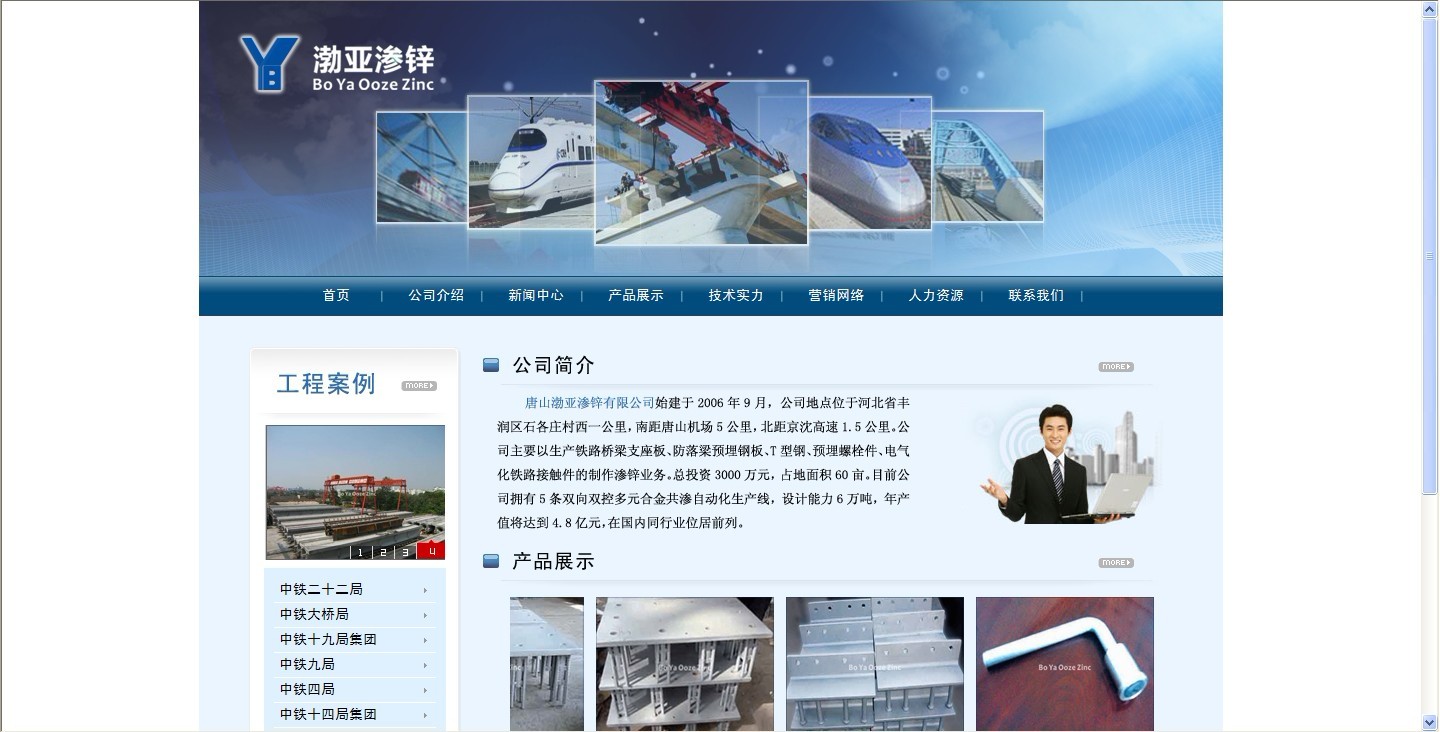 渤亚渗锌
Bo Ya Ooze Zinc
首页 | 公司介绍 | 新闻中心 | 产品展示 | 技术实力 | 营销网络 | 人力资源 | 联系我们 |
工程案例
MORE
Bo Ya Ooze Zinc
1 2 3 4
中铁二十二局
中铁大桥局
中铁十九局集团
中铁九局
中铁四局
中铁十四局集团
公司简介
MORE
唐山渤亚渗锌有限公司始建于 2006 年 9 月，公司地点位于河北省丰
润区石各庄村西一公里，南距唐山机场 5 公里，北距京沈高速 1.5 公里。公
司主要以生产铁路桥梁支座板、防落梁预埋钢板、T 型钢、预埋螺栓件、电气
化铁路接触件的制作渗锌业务。总投资 3000 万元，占地面积 60 亩。目前公
司拥有 5 条双向双控多元合金共渗自动化生产线，设计能力 6 万吨，年产
值将达到 4.8 亿元，在国内同行业位居前列。
产品展示
MORE
Zinc
Bo Ya Ooze Zinc
Bo Ya Ooze Zinc
Bo Ya Ooze Zinc